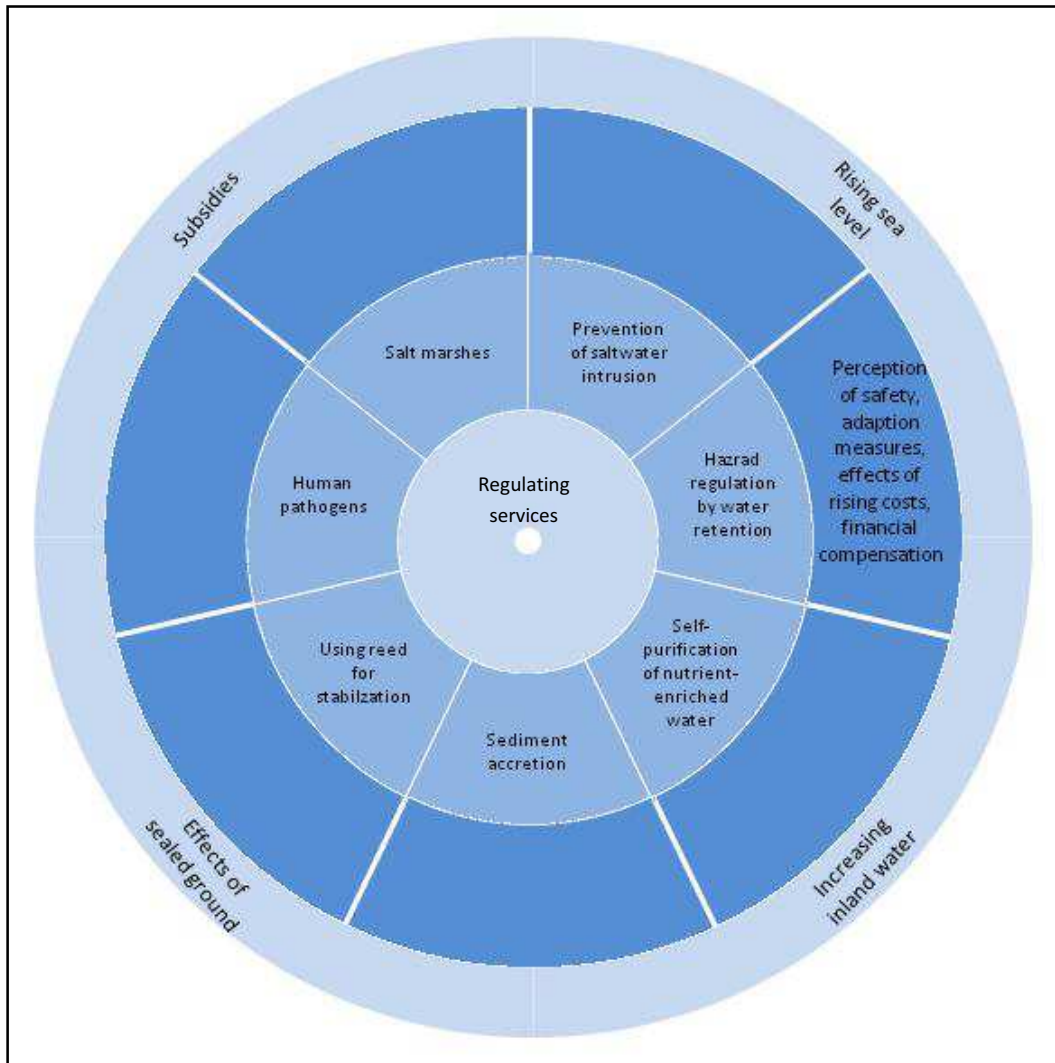 Subsidies
Rising sea
level
Salt marshes
Prevention
of saltwater
intrusion
Perception
of safety,
adaption
measures,
effects of
rising costs,
financial
compensation
Hazrad
regulation
by water
retention
Human
pathogens
Regulating
services
Using reed
for
stabilzation
Self-
purification
of nutrient-
enriched
water
Sediment
accretion
Effects of
sealed ground
Increasing
inland water